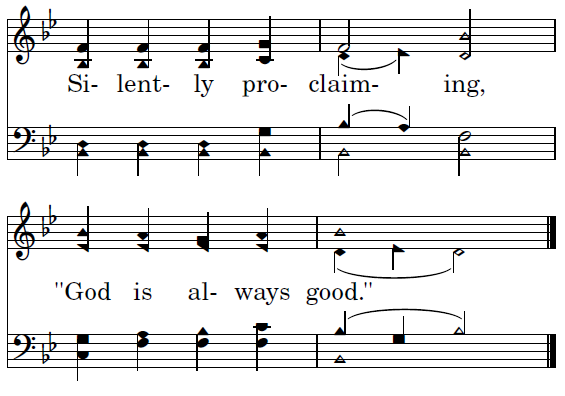 Si- lent- ly pro- claim- ing,
"God is al- ways good."